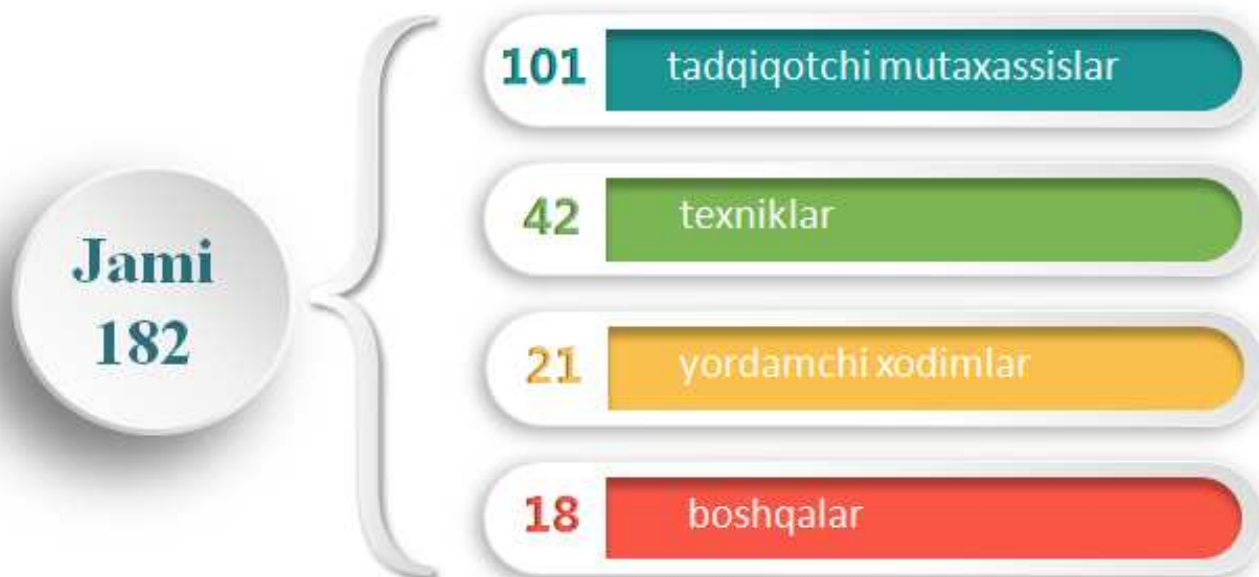 Jami
182
101 tadqiqotchi mutaxassislar
42 texniklar
21 yordamchi xodimlar
18 boshqalar